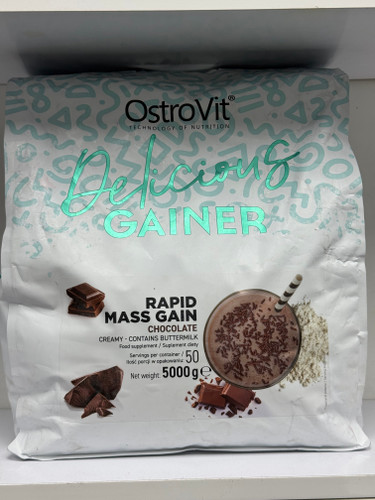 OstroVit®
TECHNOLOGY OF NUTRITION
Delicious
GAINER
RAPID
MASS GAIN
CHOCOLATE
CREAMY - CONTAINS BUTTERMILK
Food supplement / Suplement diety
Servings per container /
Ilość porcji w opakowaniu: 50
Net weight: 5000 g ℮